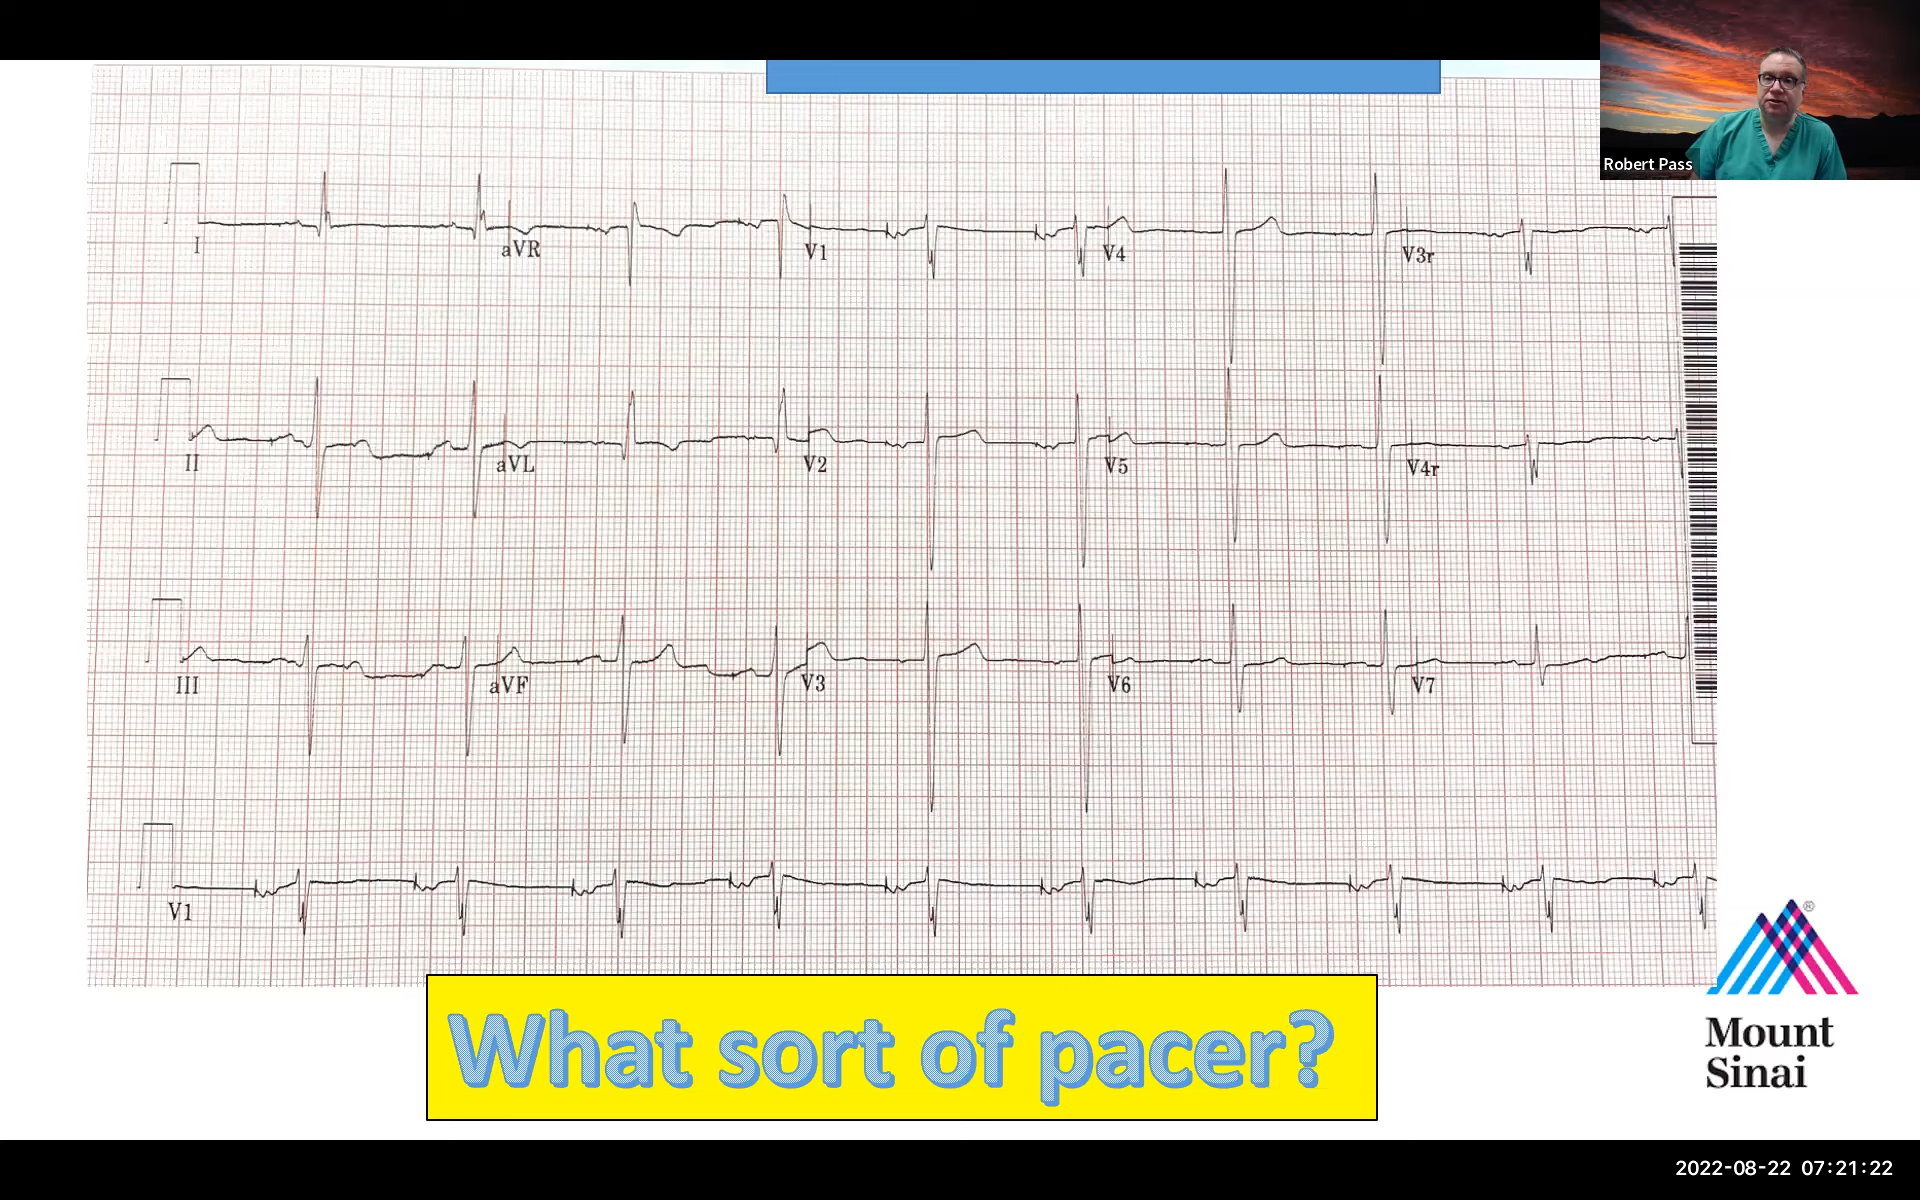 Robert Pass
I
aVR
V1
V4
V3r
II
aVL
V2
V5
V4r
III
aVF
V3
V6
V7
V1
What sort of pacer?
®
Mount
Sinai
2022-08-22 07:21:22